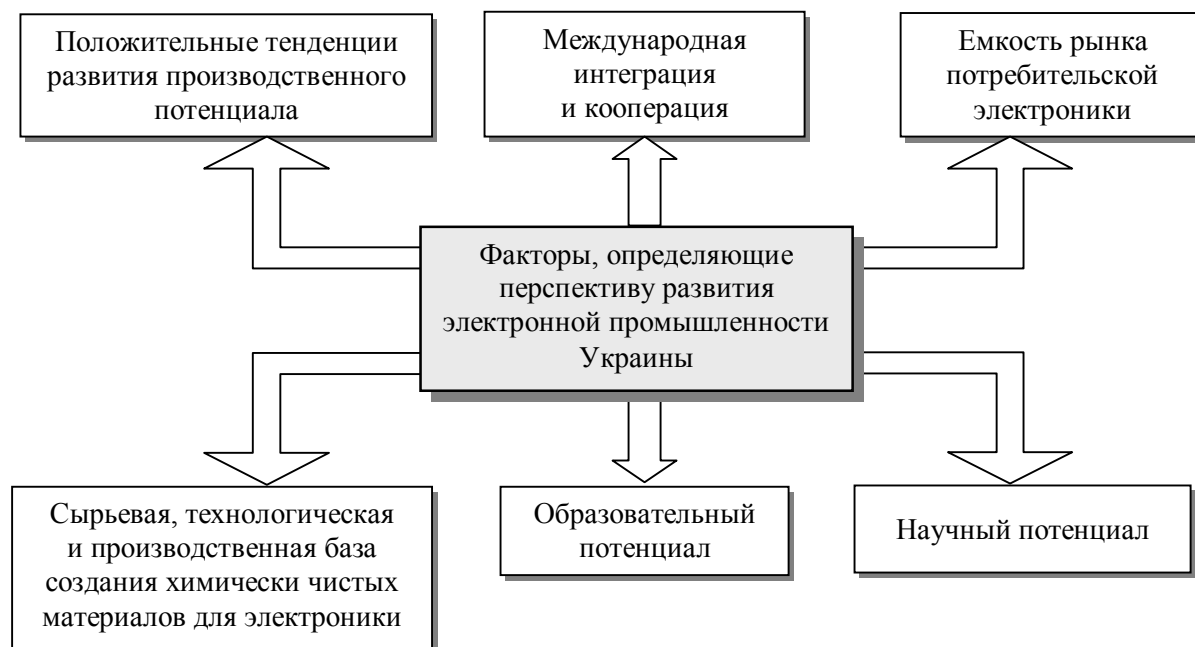 Положительные тенденции
развития производственного
потенциала
Международная
интеграция
и кооперация
Емкость рынка
потребительской
электроники
Факторы, определяющие
перспективу развития
электронной промышленности
Украины
Сырьевая, технологическая
и производственная база
создания химически чистых
материалов для электроники
Образовательный
потенциал
Научный потенциал